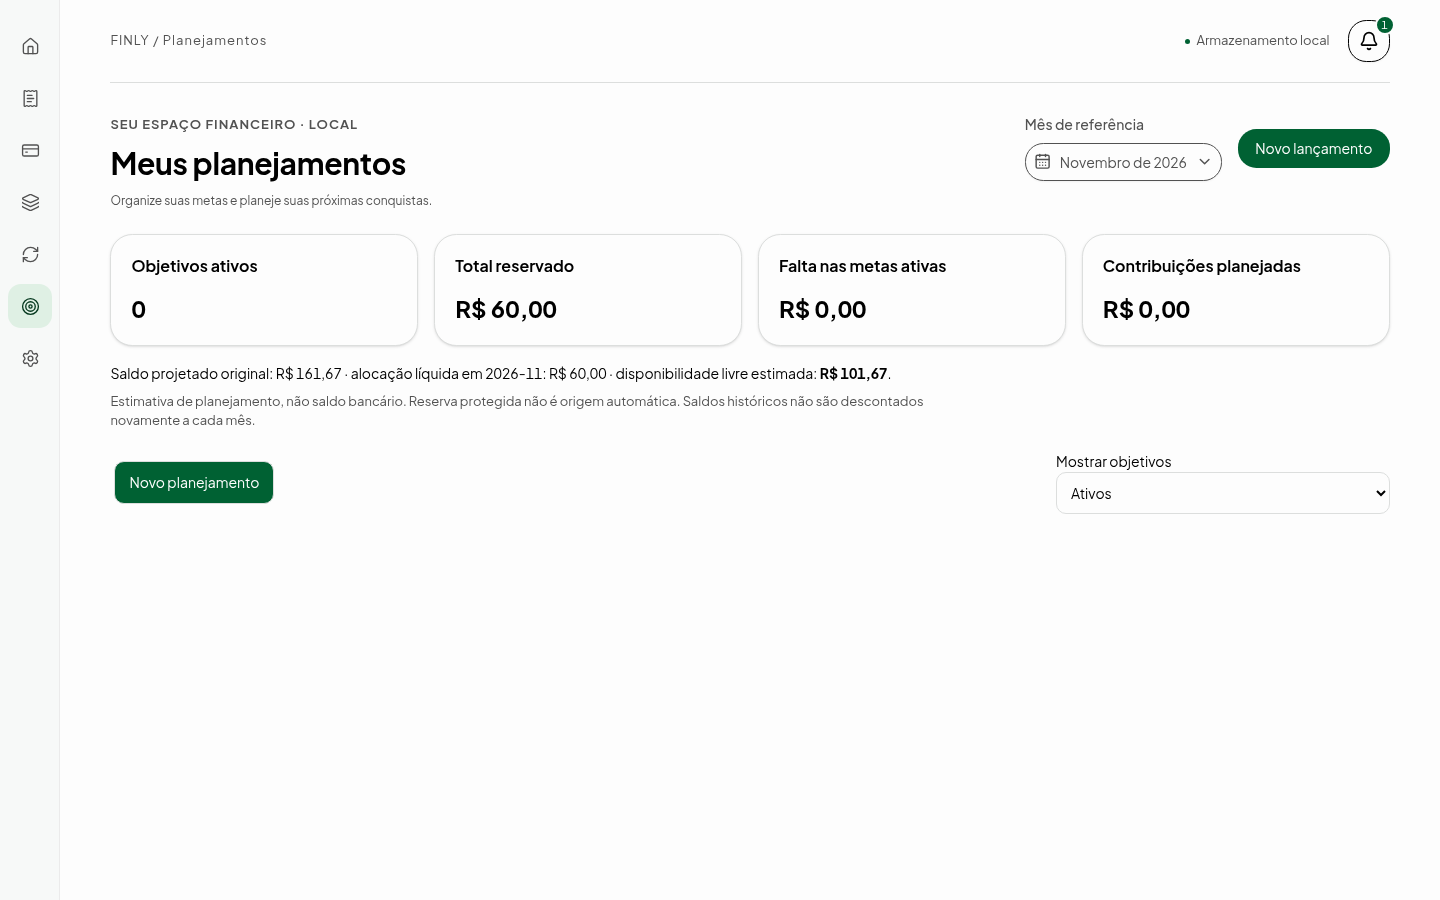 FINLY / Planejamentos
Armazenamento local
1
SEU ESPAÇO FINANCEIRO · LOCAL
Meus planejamentos
Organize suas metas e planeje suas próximas conquistas.
Mês de referência
Novembro de 2026
Novo lançamento
Objetivos ativos
0
Total reservado
R$ 60,00
Falta nas metas ativas
R$ 0,00
Contribuições planejadas
R$ 0,00
Saldo projetado original: R$ 161,67 · alocação líquida em 2026-11: R$ 60,00 · disponibilidade livre estimada: R$ 101,67.
Estimativa de planejamento, não saldo bancário. Reserva protegida não é origem automática. Saldos históricos não são descontados
novamente a cada mês.
Novo planejamento
Mostrar objetivos
Ativos